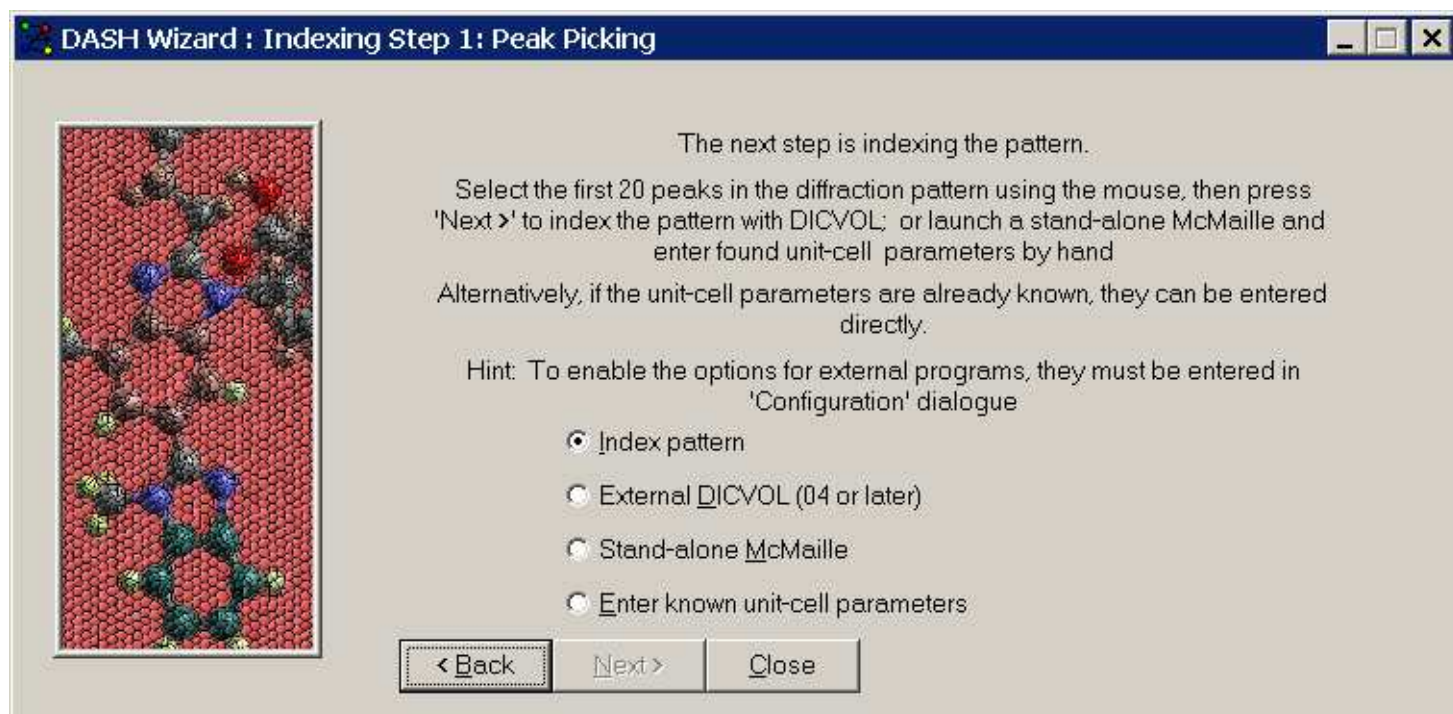 DASH Wizard : Indexing Step 1: Peak Picking
The next step is indexing the pattern.
Select the first 20 peaks in the diffraction pattern using the mouse, then press
'Next >' to index the pattern with DICVOL;  or launch a stand-alone McMaille and
enter found unit-cell  parameters by hand
Alternatively, if the unit-cell parameters are already known, they can be entered
directly.
Hint:  To enable the options for external programs, they must be entered in
'Configuration' dialogue
Index pattern
External DICVOL (04 or later)
Stand-alone McMaille
Enter known unit-cell parameters
< Back Next > Close